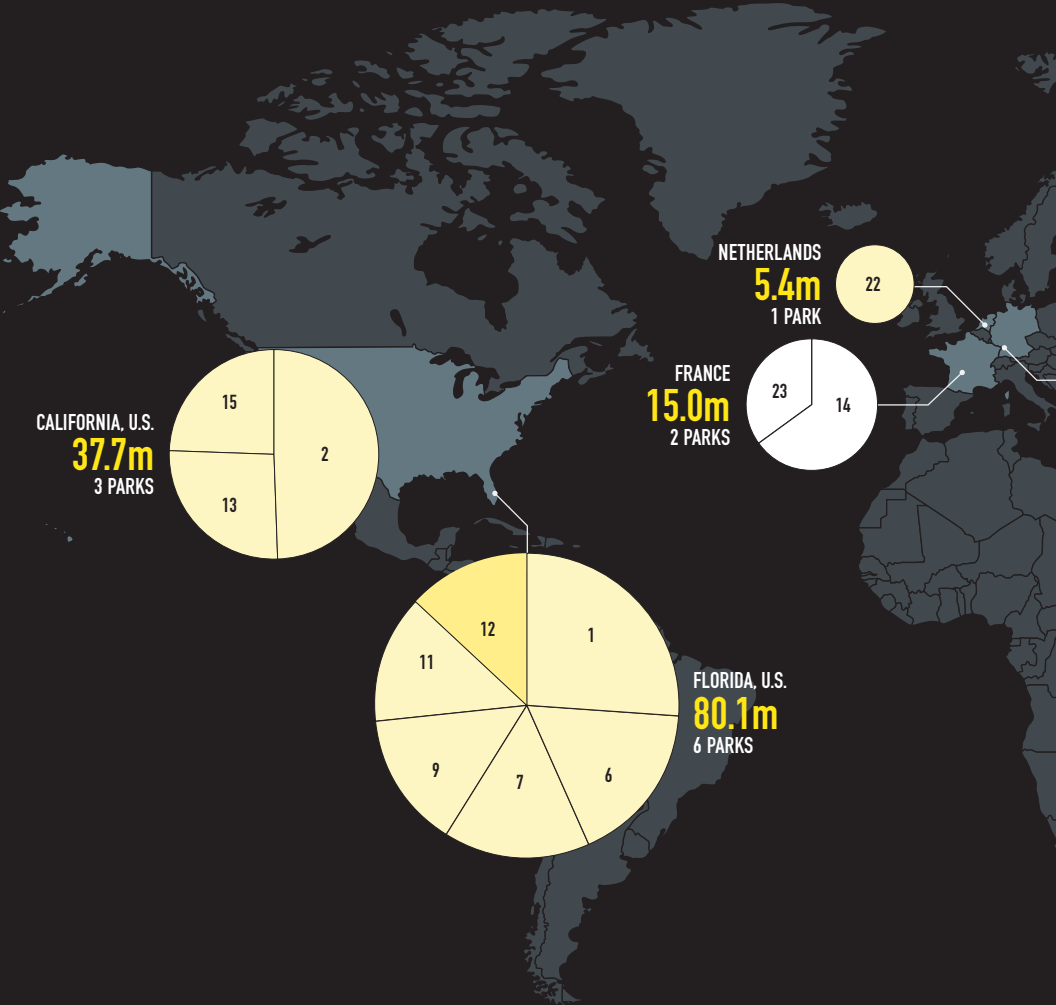 NETHERLANDS
5.4m
1 PARK
22
FRANCE
15.0m
2 PARKS
23
14
CALIFORNIA, U.S.
37.7m
3 PARKS
15
2
13
12
1
11
FLORIDA, U.S.
80.1m
6 PARKS
9
7
6